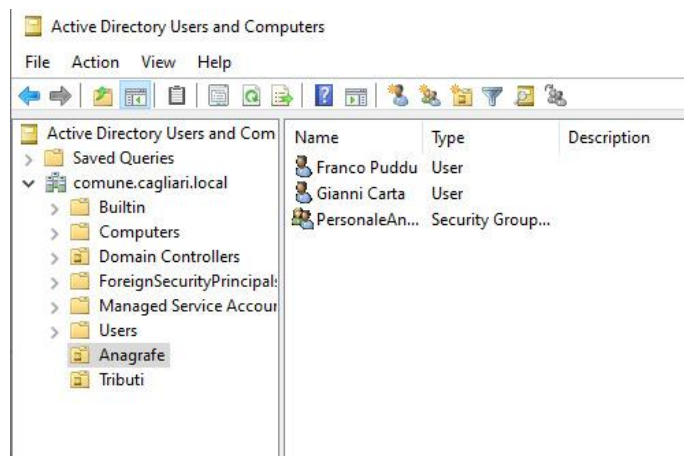 Active Directory Users and Computers
File Action View Help
Active Directory Users and Com
Saved Queries
comune.cagliari.local
Builtin
Computers
Domain Controllers
ForeignSecurityPrincipal:
Managed Service Accour
Users
Anagrafe
Tributi
Name Type Description
Franco Puddu User
Gianni Carta User
PersonaleAn... Security Group...